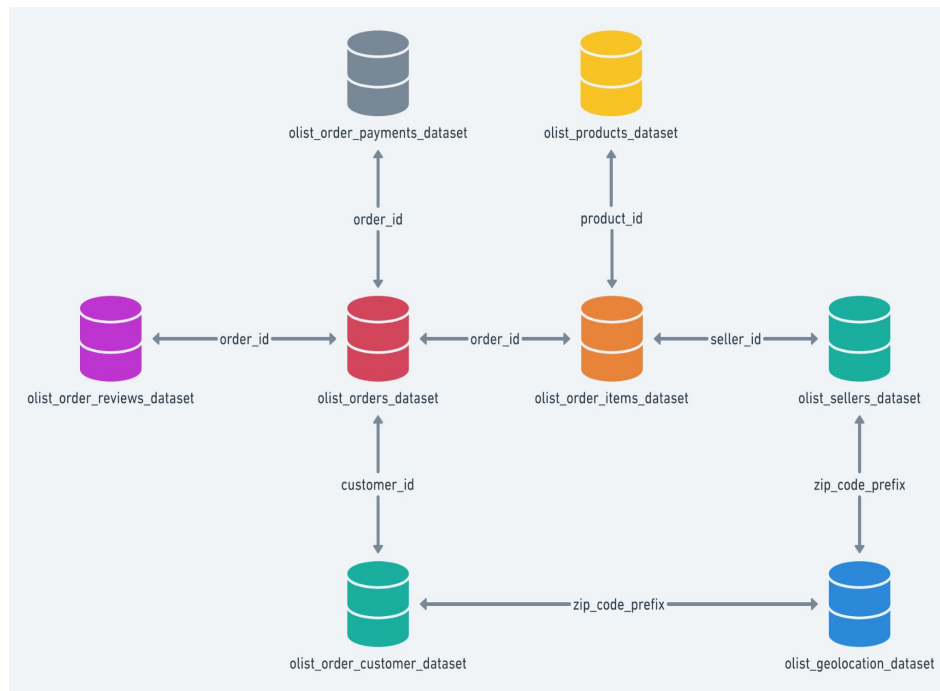 olist_order_payments_dataset
olist_products_dataset
order_id
product_id
order_id
order_id
seller_id
olist_order_reviews_dataset
olist_orders_dataset
olist_order_items_dataset
olist_sellers_dataset
customer_id
zip_code_prefix
zip_code_prefix
olist_order_customer_dataset
olist_geolocation_dataset